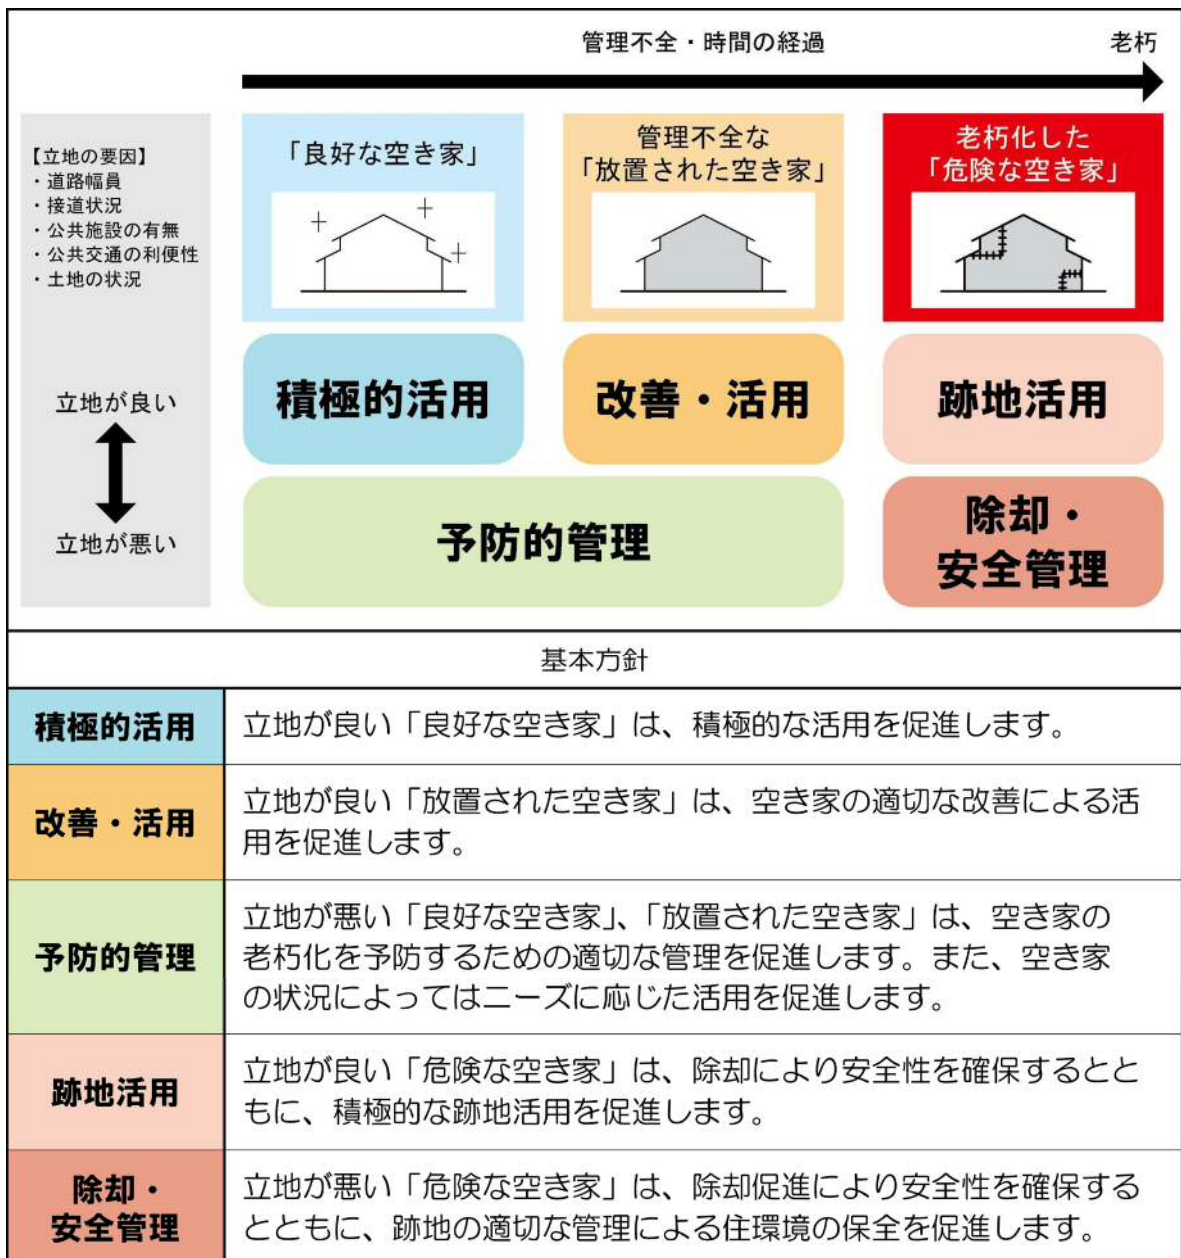 管理不全・時間の経過
老朽
【立地の要因】
・道路幅員
・接道状況
・公共施設の有無
・公共交通の利便性
・土地の状況
立地が良い
立地が悪い
「良好な空き家」
管理不全な
「放置された空き家」
老朽化した
「危険な空き家」
積極的活用
改善・活用
跡地活用
予防的管理
除却・
安全管理
基本方針
積極的活用
立地が良い「良好な空き家」は、積極的な活用を促進します。
改善・活用
立地が良い「放置された空き家」は、空き家の適切な改善による活
用を促進します。
予防的管理
立地が悪い「良好な空き家」、「放置された空き家」は、空き家の
老朽化を予防するための適切な管理を促進します。また、空き家
の状況によってはニーズに応じた活用を促進します。
跡地活用
立地が良い「危険な空き家」は、除却により安全性を確保するとと
もに、積極的な跡地活用を促進します。
除却・
安全管理
立地が悪い「危険な空き家」は、除却促進により安全性を確保する
とともに、跡地の適切な管理による住環境の保全を促進します。